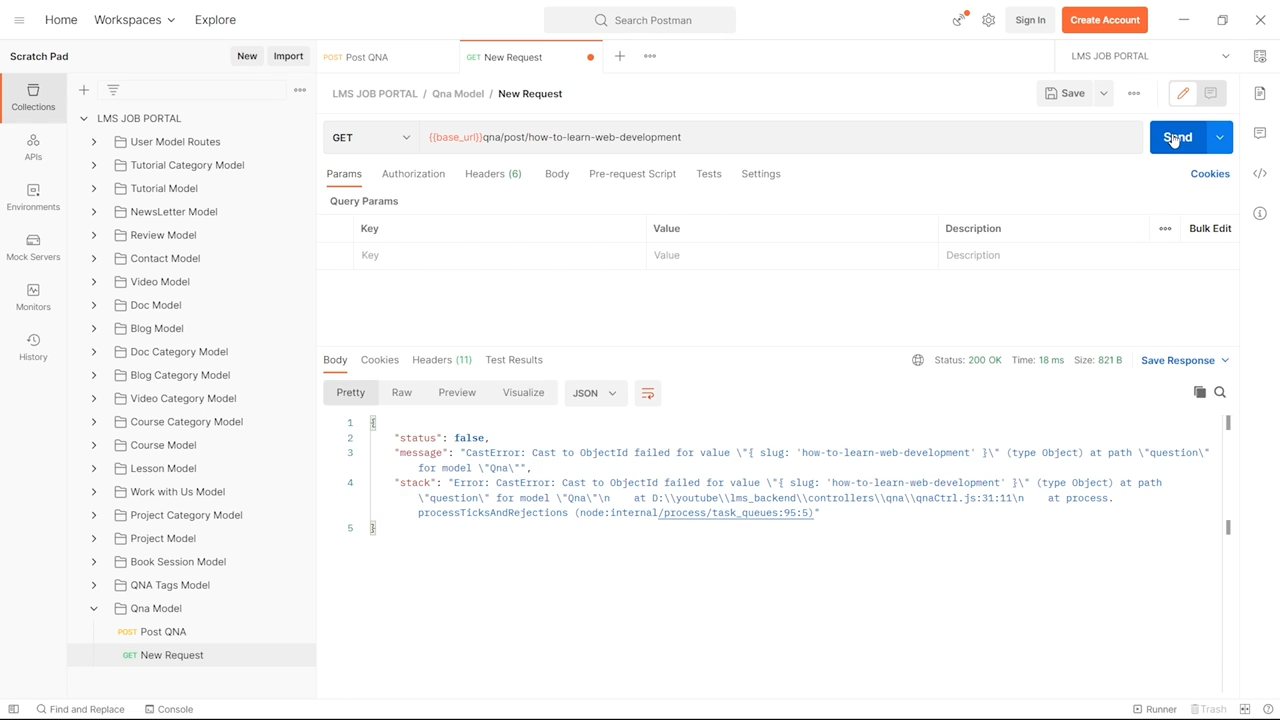 Home Workspaces Explore Search Postman Sign In Create Account
Scratch Pad New Import POST Post QNA GET New Request LMS JOB PORTAL
LMS JOB PORTAL / Qna Model / New Request Save
Collections
APIs
Environments
Mock Servers
Monitors
History
LMS JOB PORTAL
User Model Routes
Tutorial Category Model
Tutorial Model
NewsLetter Model
Review Model
Contact Model
Video Model
Doc Model
Blog Model
Doc Category Model
Blog Category Model
Video Category Model
Course Category Model
Course Model
Lesson Model
Work with Us Model
Project Category Model
Project Model
Book Session Model
QNA Tags Model
Qna Model
POST Post QNA
GET New Request
GET {{base_url}}qna/post/how-to-learn-web-development Send
Params Authorization Headers (6) Body Pre-request Script Tests Settings Cookies
Query Params
Key Value Description Bulk Edit
Key Value Description
Body Cookies Headers (11) Test Results Status: 200 OK Time: 18 ms Size: 821 B Save Response
Pretty Raw Preview Visualize JSON
1 {
2 "status": false,
3 "message": "CastError: Cast to ObjectId failed for value \"{ slug: 'how-to-learn-web-development' }\" (type Object) at path \"question\"
for model \"Qna\"",
4 "stack": "Error: CastError: Cast to ObjectId failed for value \"{ slug: 'how-to-learn-web-development' }\" (type Object) at path
\"question\" for model \"Qna\"\n    at D:\\youtube\\lms_backend\\controllers\\qna\\qnaCtrl.js:31:11\n    at process.
processTicksAndRejections (node:internal/process/task_queues:95:5)"
5 }
Find and Replace Console Runner Trash